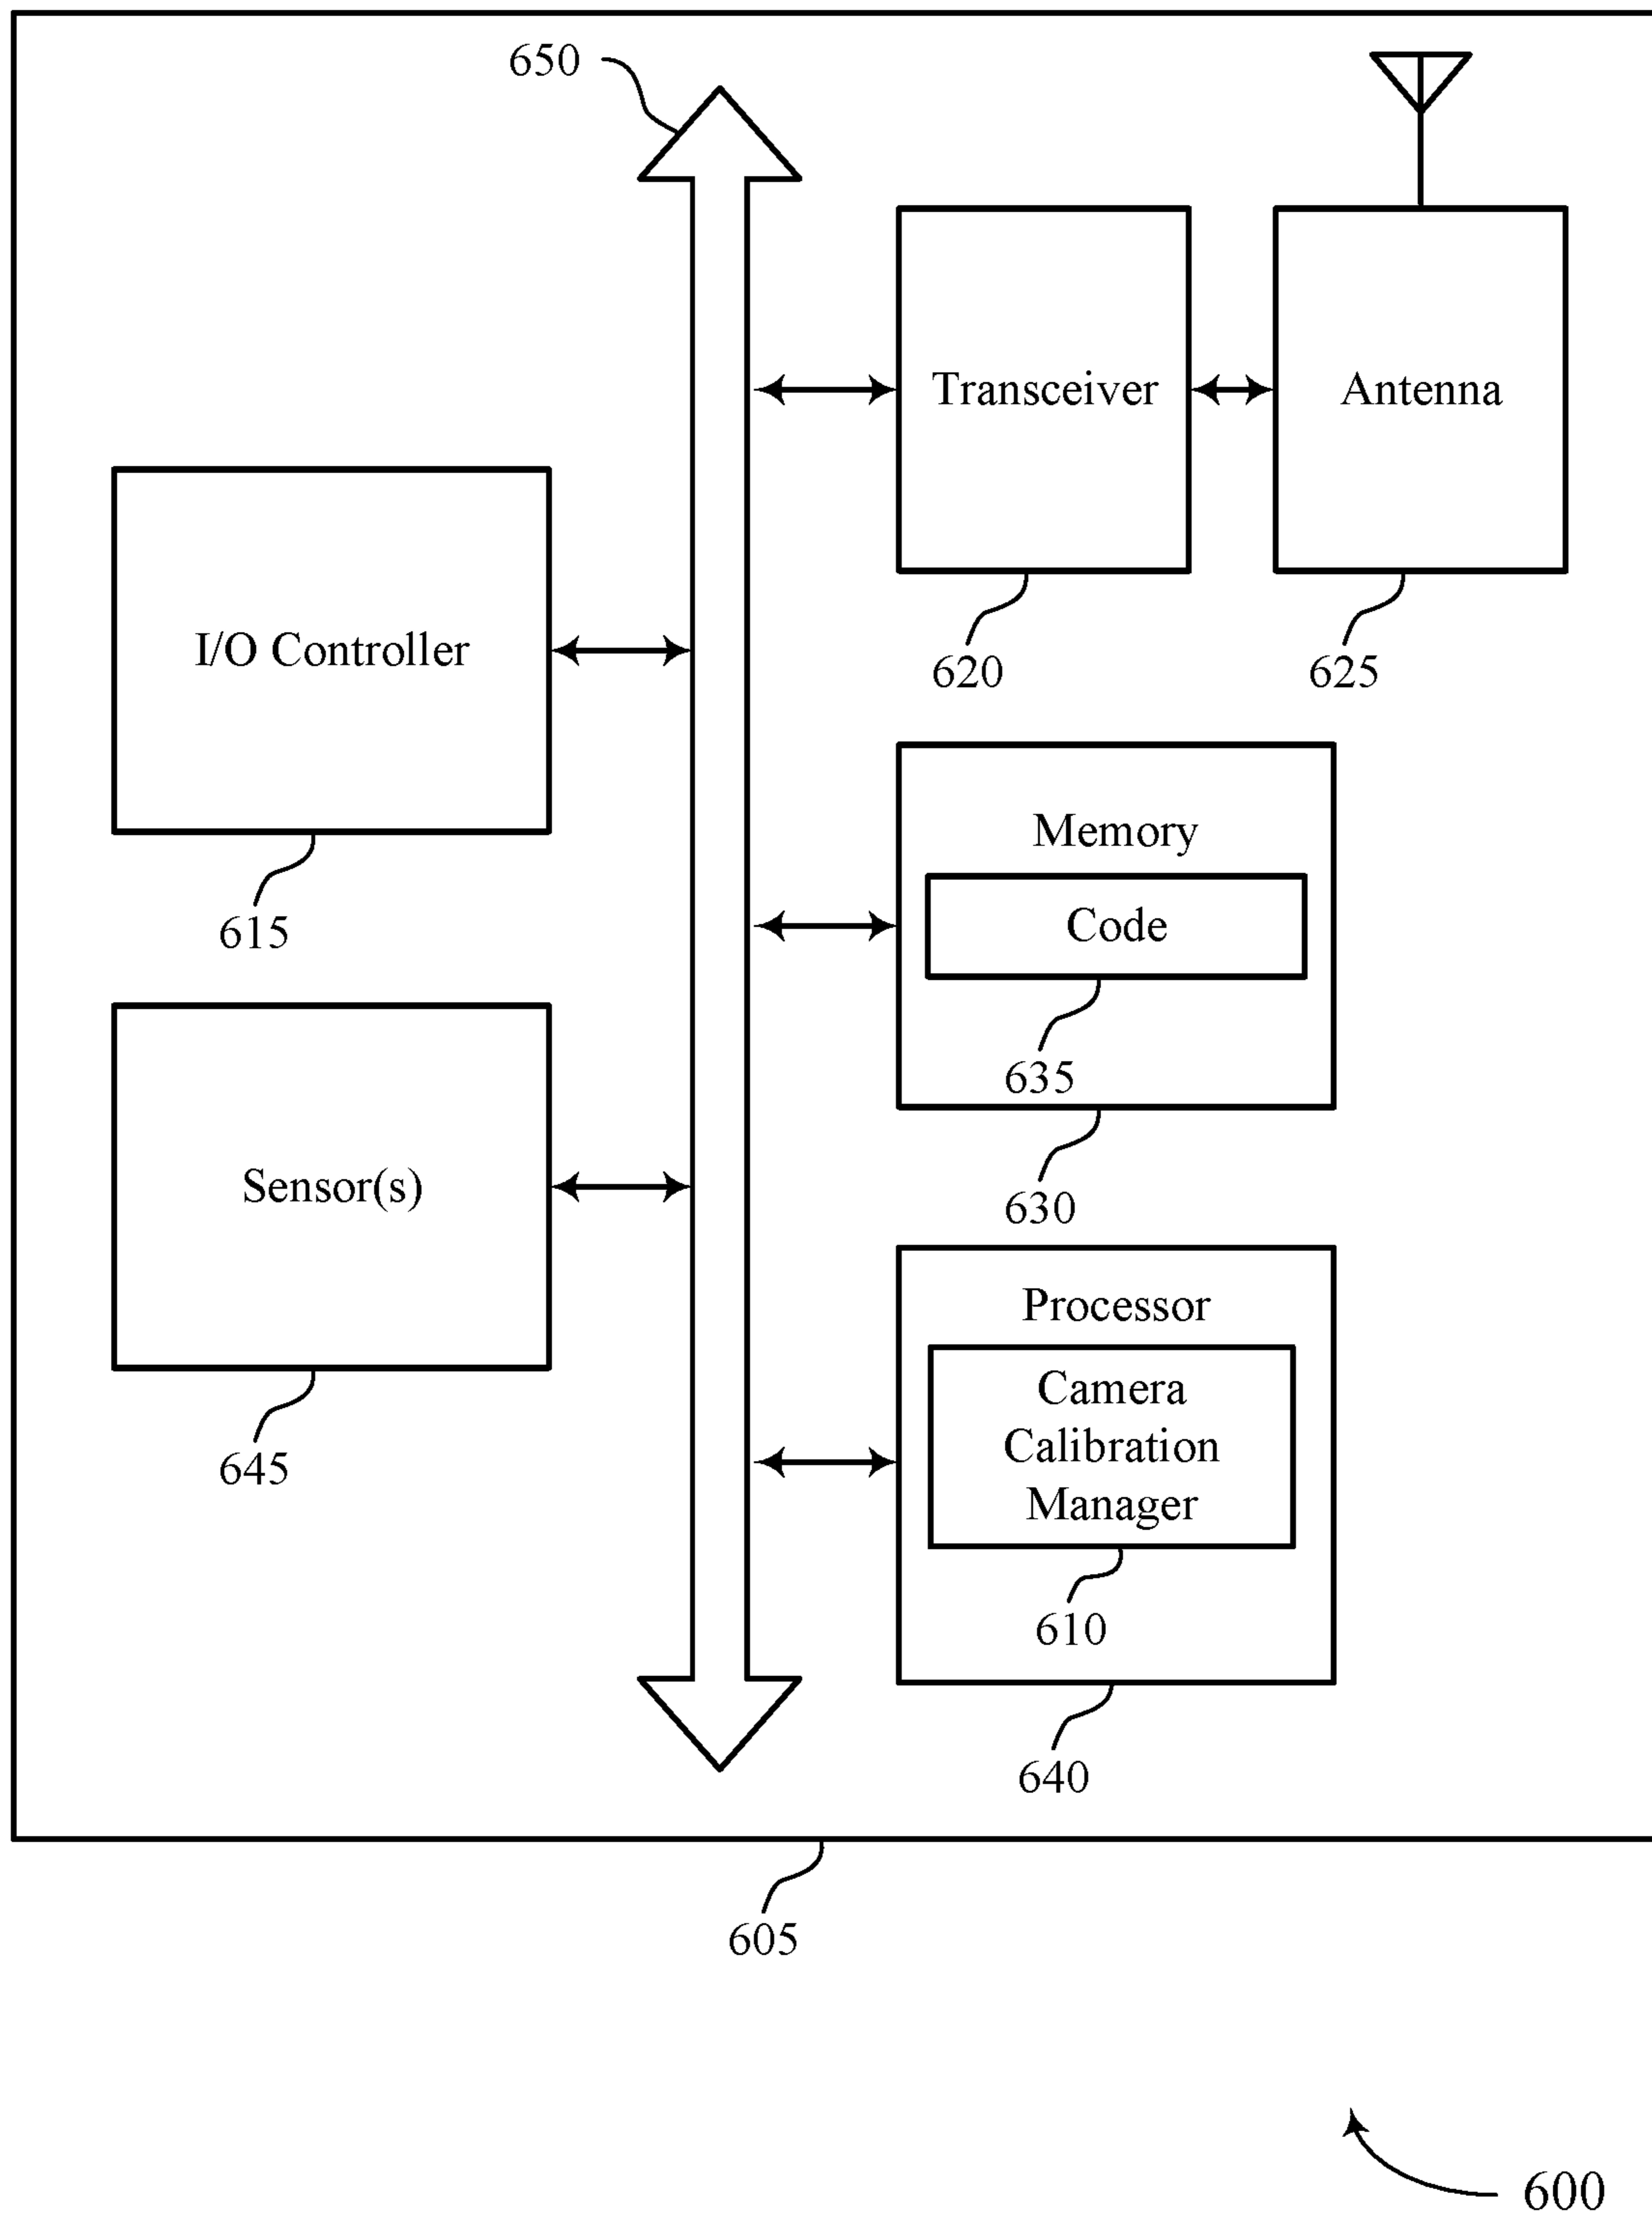 650
Transceiver
Antenna
620
625
I/O Controller
615
Memory
Code
635
630
Sensor(s)
645
Processor
Camera
Calibration
Manager
610
640
605
600